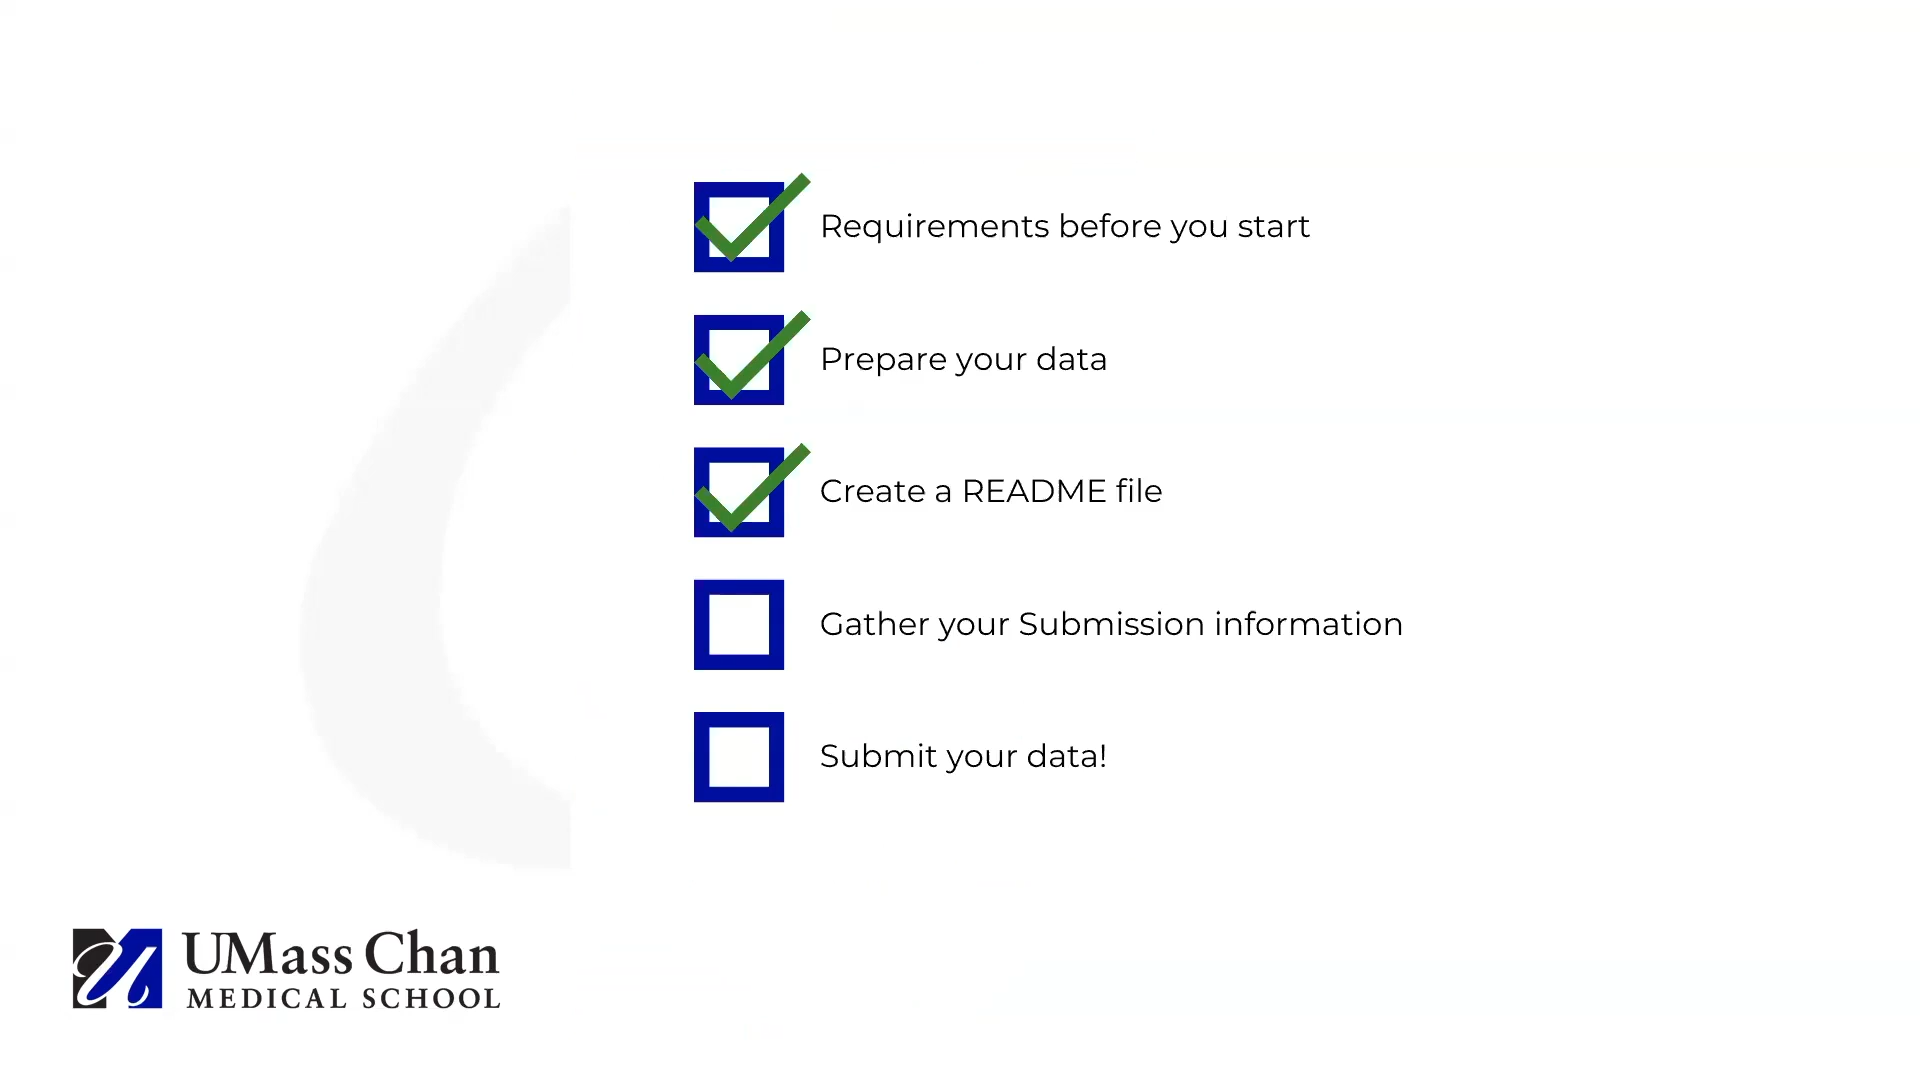 Requirements before you start
Prepare your data
Create a README file
Gather your Submission information
Submit your data!
UMass Chan
MEDICAL SCHOOL